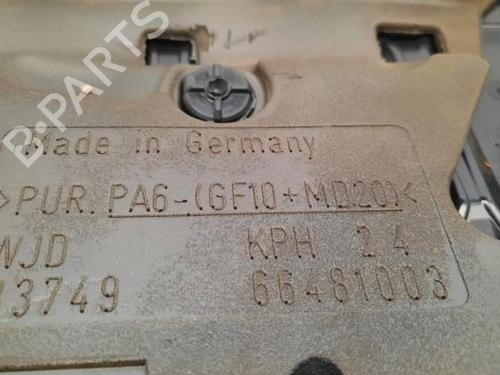 Made in Germany
>PUR. PA6-(GF10+MD20)<
WJD KPH 2.4
13749 66481003
B-PARTS